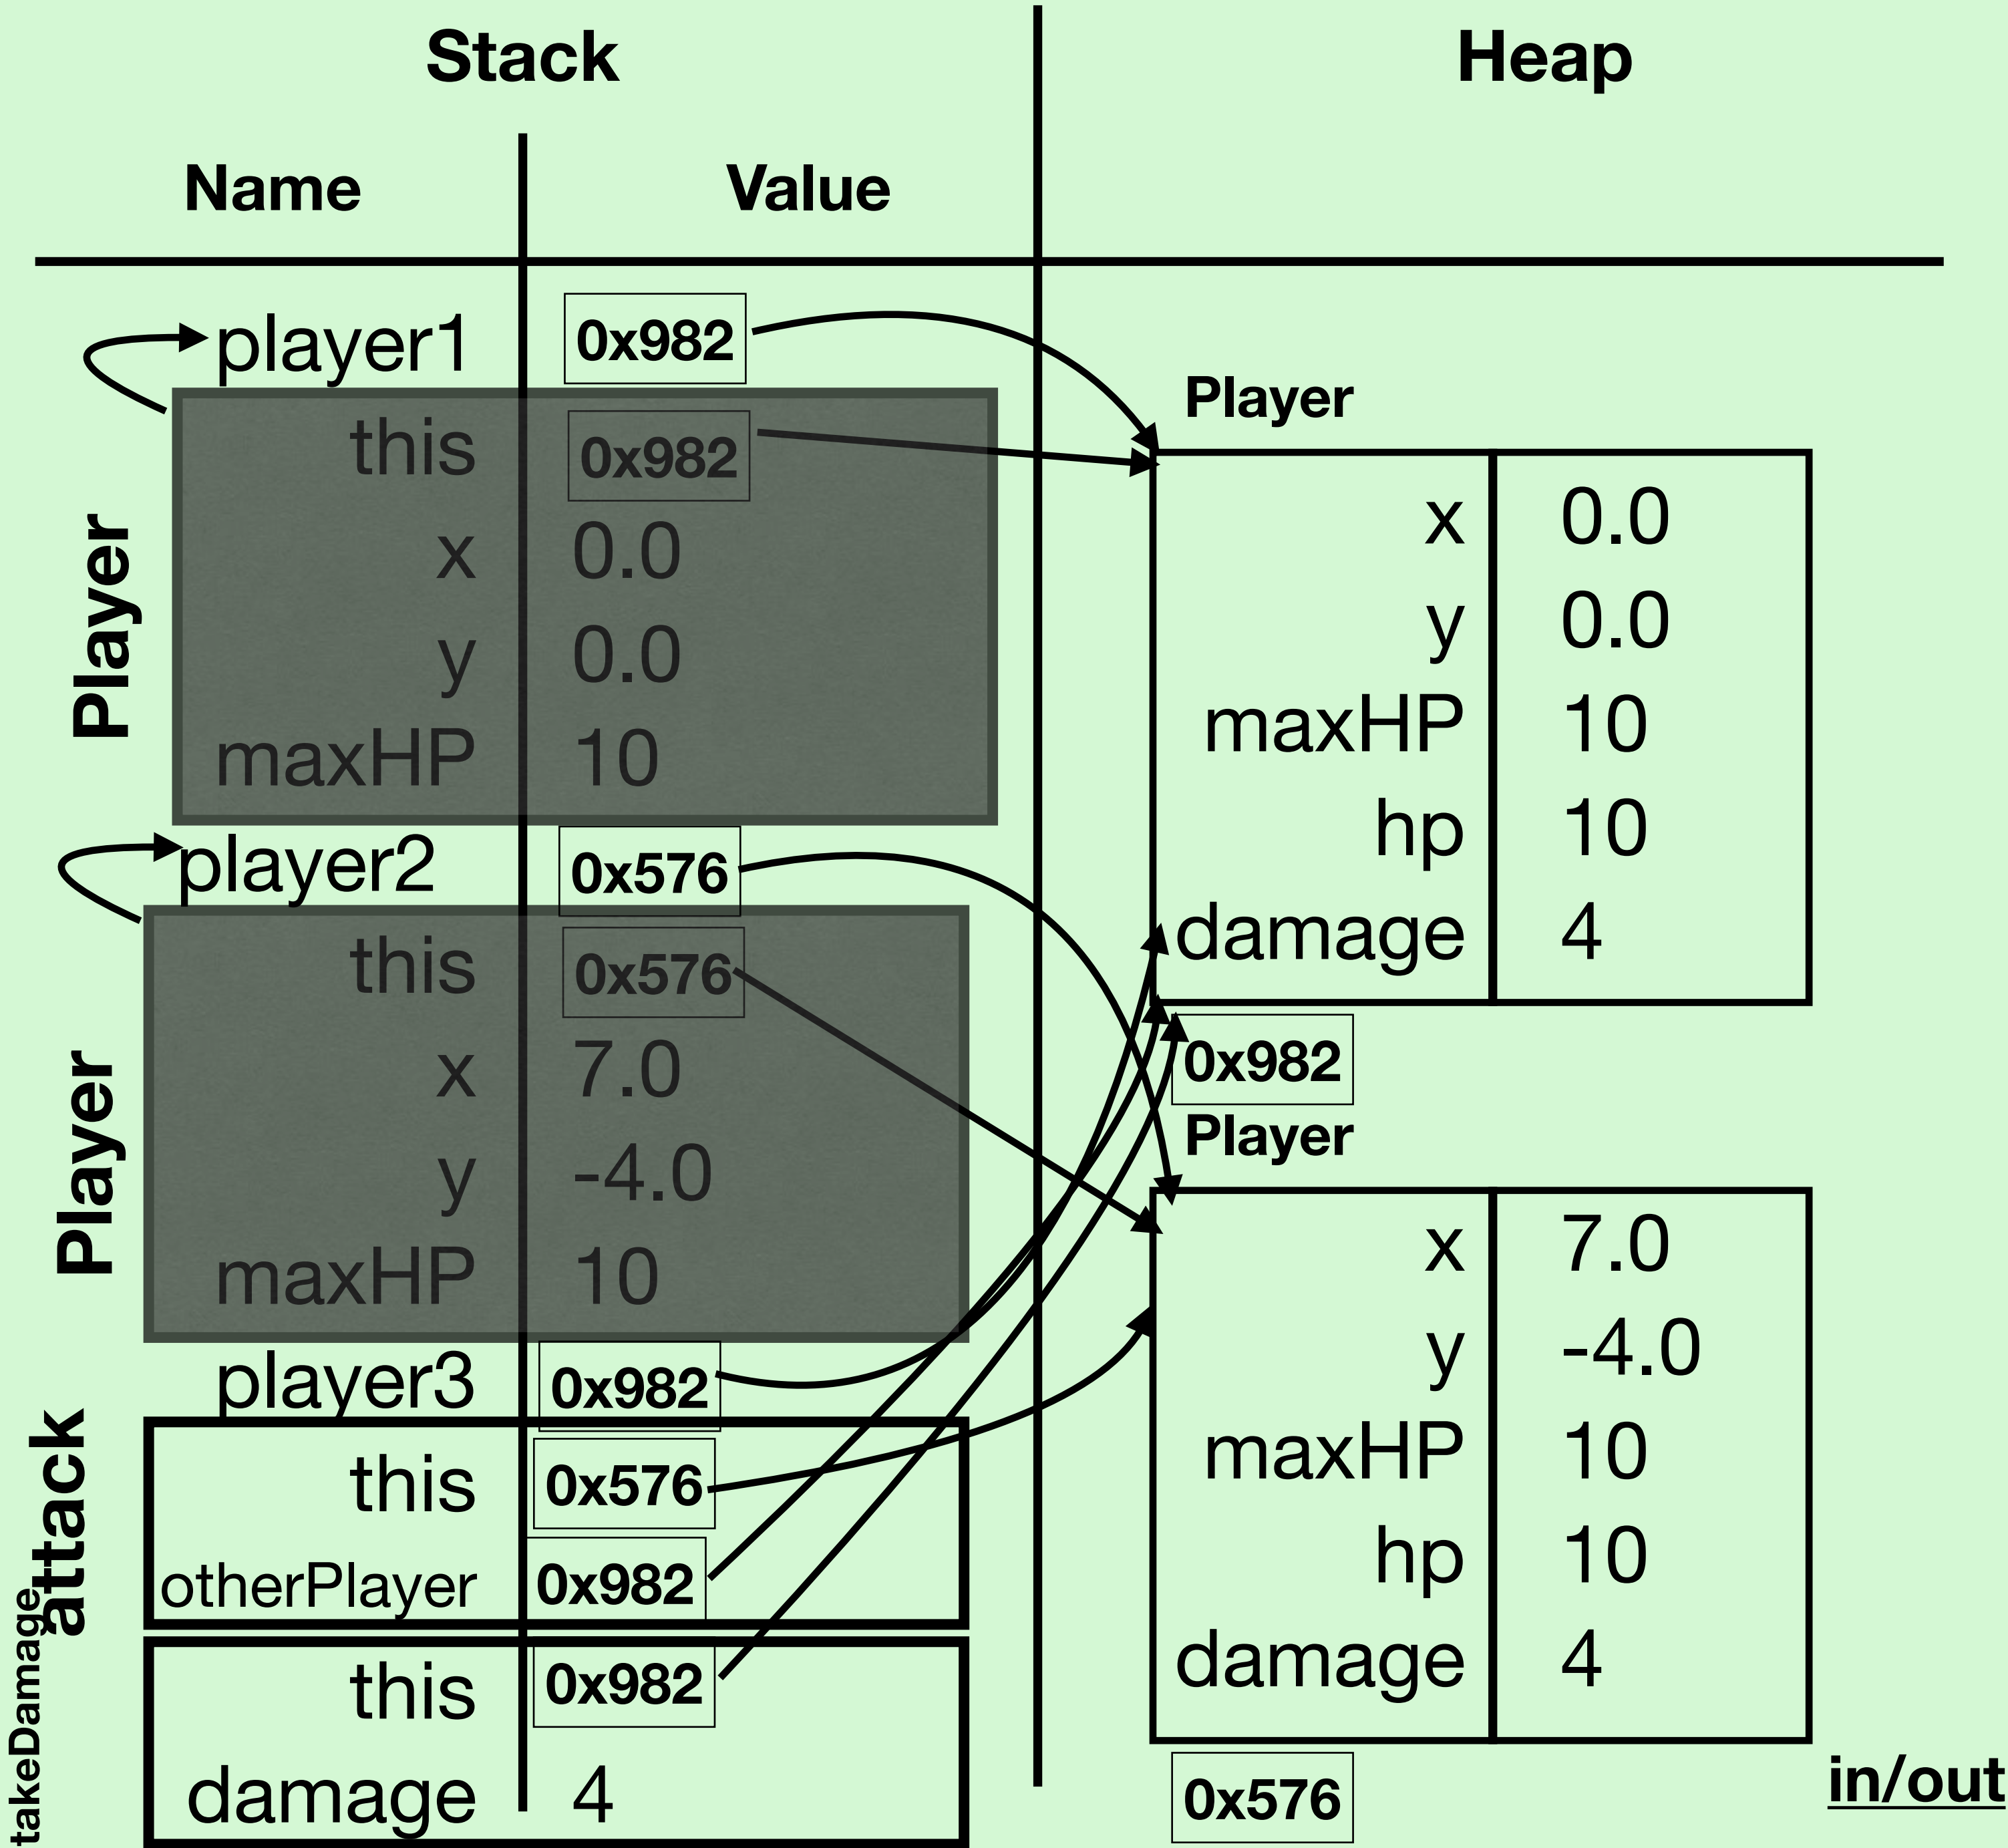 Stack
Heap
Name
Value
player1
0x982
Player
this
0x982
x
0.0
y
0.0
maxHP
10
player2
0x576
Player
this
0x576
x
7.0
y
-4.0
maxHP
10
player3
0x982
attack
this
0x576
otherPlayer
0x982
takeDamage
this
0x982
damage
4
Player
x
0.0
y
0.0
maxHP
10
hp
10
damage
4
0x982
Player
x
7.0
y
-4.0
maxHP
10
hp
10
damage
4
0x576
in/out